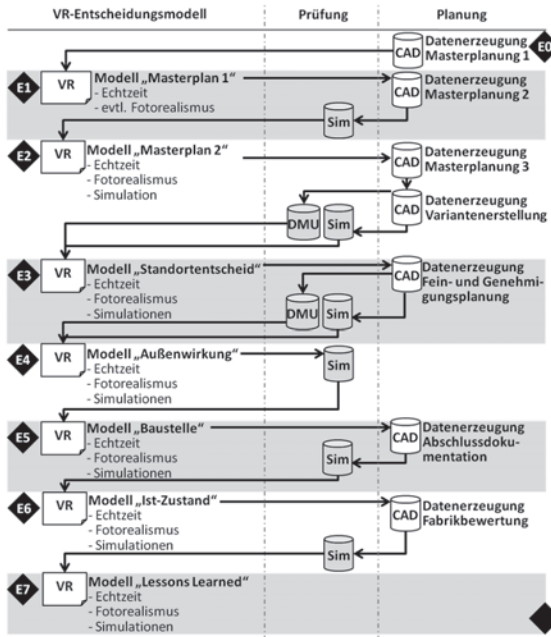 VR-Entscheidungsmodell Prüfung Planung
CAD Datenerzeugung E0
Masterplanung 1
E1 VR Modell „Masterplan 1“ CAD Datenerzeugung
- Echtzeit Masterplanung 2
- evtl. Fotorealismus
Sim
E2 VR Modell „Masterplan 2“ CAD Datenerzeugung
- Echtzeit Masterplanung 3
- Fotorealismus
- Simulation
CAD Datenerzeugung
DMU Sim Variantenerstellung
E3 VR Modell „Standortentscheid“ CAD Datenerzeugung
- Echtzeit Fein- und Genehmi-
- Fotorealismus gungsplanung
- Simulationen
DMU Sim
E4 VR Modell „Außenwirkung“ Sim
- Echtzeit
- Fotorealismus
- Simulationen
E5 VR Modell „Baustelle“ CAD Datenerzeugung
- Echtzeit Abschlussdoku-
- Fotorealismus mentation
- Simulationen Sim
E6 VR Modell „Ist-Zustand“ CAD Datenerzeugung
- Echtzeit Fabrikbewertung
- Fotorealismus
- Simulationen Sim
E7 VR Modell „Lessons Learned“
- Echtzeit
- Fotorealismus
- Simulationen